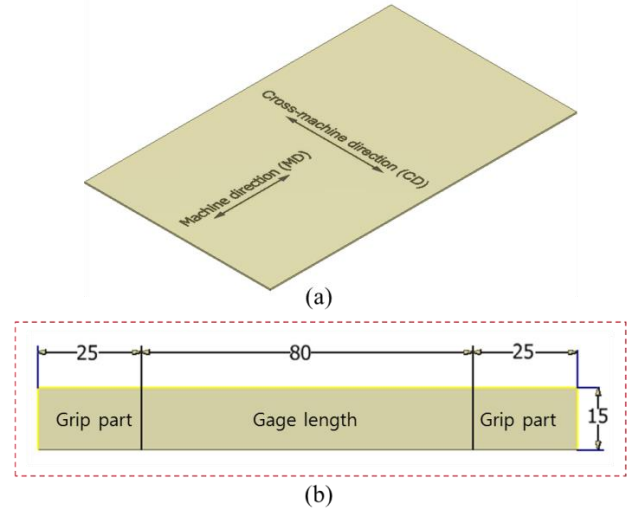 Cross-machine direction (CD)
Machine direction (MD)
(a)
25 80 25
Grip part Gage length Grip part 15
(b)